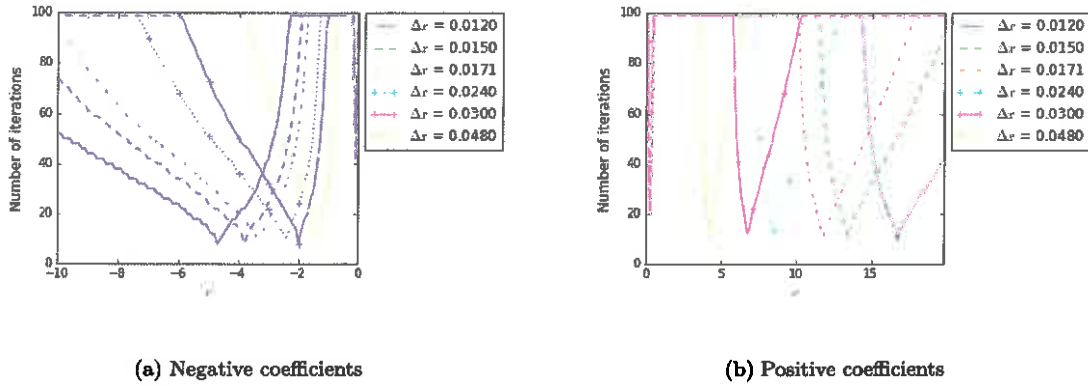 100
80
60
40
20
0
Number of iterations
−10
−8
−6
−4
−2
0
Δr = 0.0120
Δr = 0.0150
Δr = 0.0171
Δr = 0.0240
Δr = 0.0300
Δr = 0.0480
(a) Negative coefficients
100
80
60
40
20
0
Number of iterations
0
5
10
15
Δr = 0.0120
Δr = 0.0150
Δr = 0.0171
Δr = 0.0240
Δr = 0.0300
Δr = 0.0480
(b) Positive coefficients